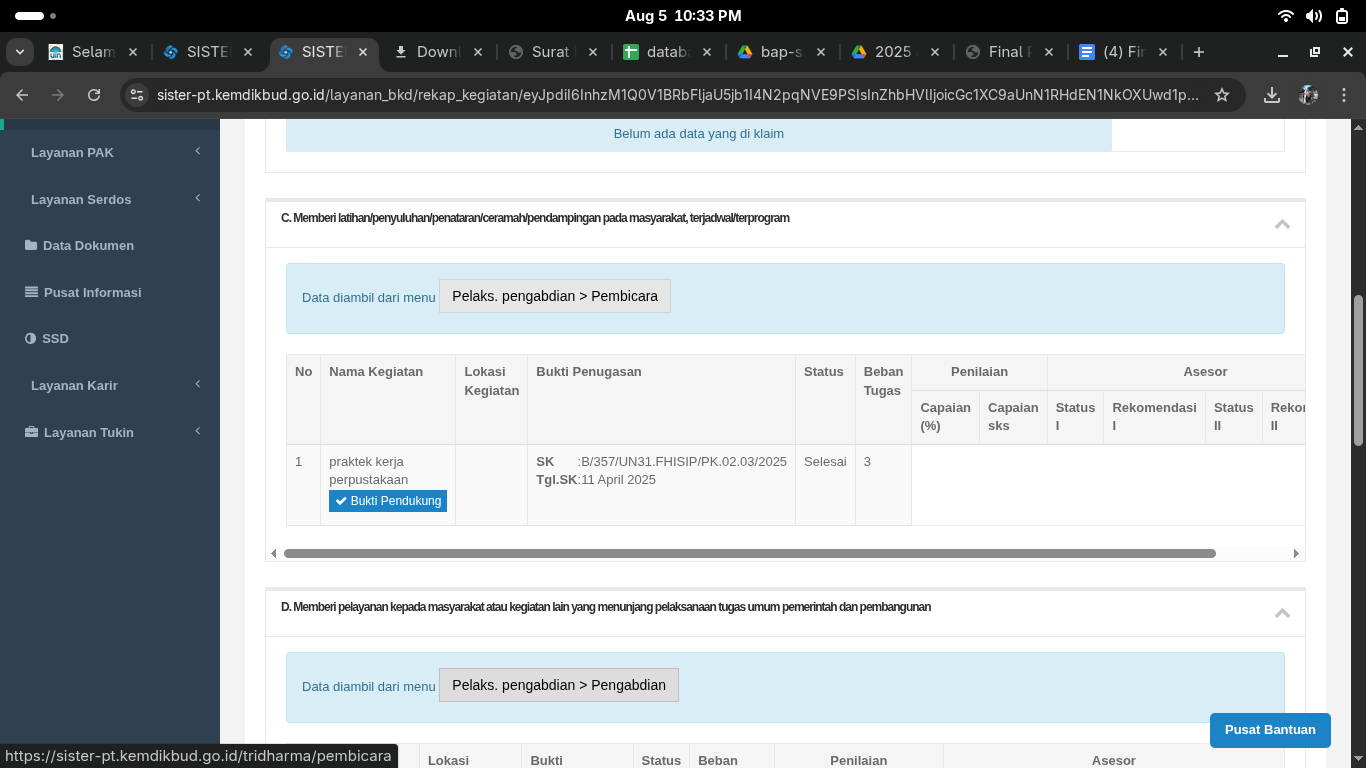 Aug 5 10:33 PM
Selam
SISTE
SISTE
Downl
Surat
datab
bap-s
2025
Final
(4) Fir
sister-pt.kemdikbud.go.id/layanan_bkd/rekap_kegiatan/
Layanan PAK
Layanan Serdos
Data Dokumen
Pusat Informasi
SSD
Layanan Karir
Layanan Tukin
Belum ada data yang di klaim
C. Memberi latihan/penyuluhan/penataran/ceramah/pendampingan pada masyarakat, terjadwal/terprogram
Data diambil dari menu Pelaks. pengabdian > Pembicara
No Nama Kegiatan Lokasi Bukti Penugasan Status Beban Penilaian Asesor
Kegiatan Tugas
Capaian Capaian Status Rekomendasi Status Rekor
(%) sks I I II II
1 praktek kerja SK :B/357/UN31.FHISIP/PK.02.03/2025 Selesai 3
perpustakaan Tgl.SK:11 April 2025
Bukti Pendukung
D. Memberi pelayanan kepada masyarakat atau kegiatan lain yang menunjang pelaksanaan tugas umum pemerintah dan pembangunan
Data diambil dari menu Pelaks. pengabdian > Pengabdian
Pusat Bantuan
Lokasi Bukti Status Beban Penilaian Asesor
https://sister-pt.kemdikbud.go.id/tridharma/pembicara